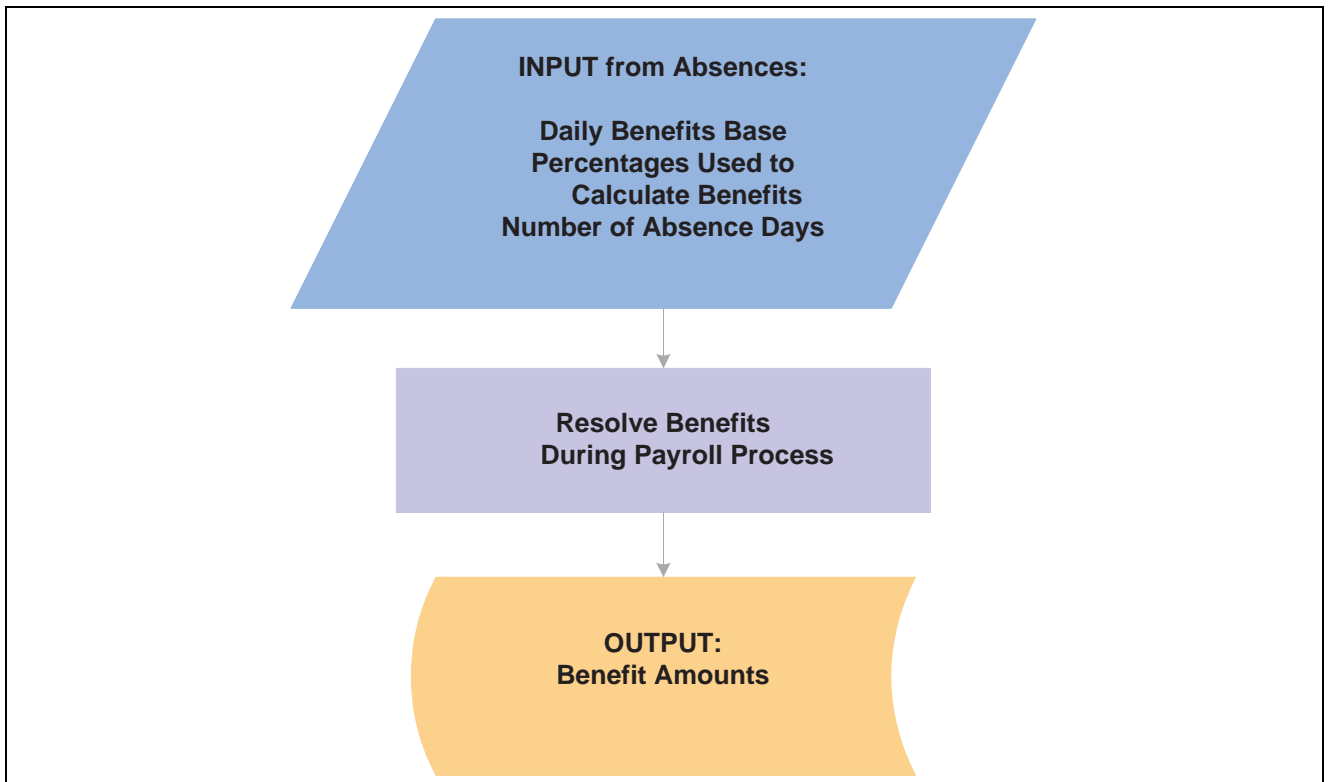 INPUT from Absences:
Daily Benefits Base
Percentages Used to
Calculate Benefits
Number of Absence Days
Resolve Benefits
During Payroll Process
OUTPUT:
Benefit Amounts